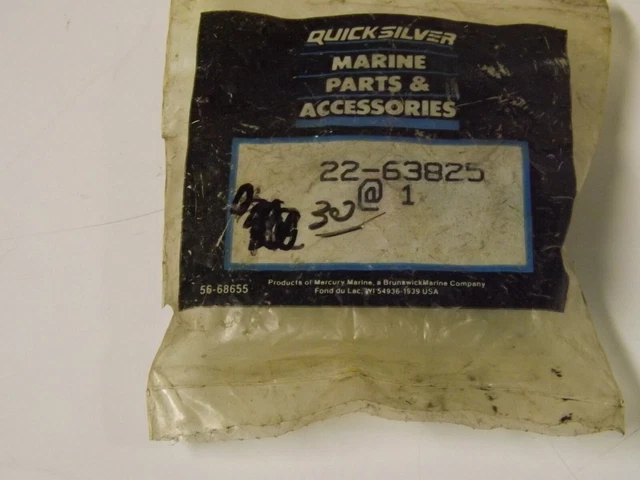 QUICKSILVER
MARINE
PARTS &
ACCESSORIES
22-63825
@ 1
30
56-68655
Products of Mercury Marine, a Brunswick Marine Company
Fond du Lac, WI 54936-1939 USA